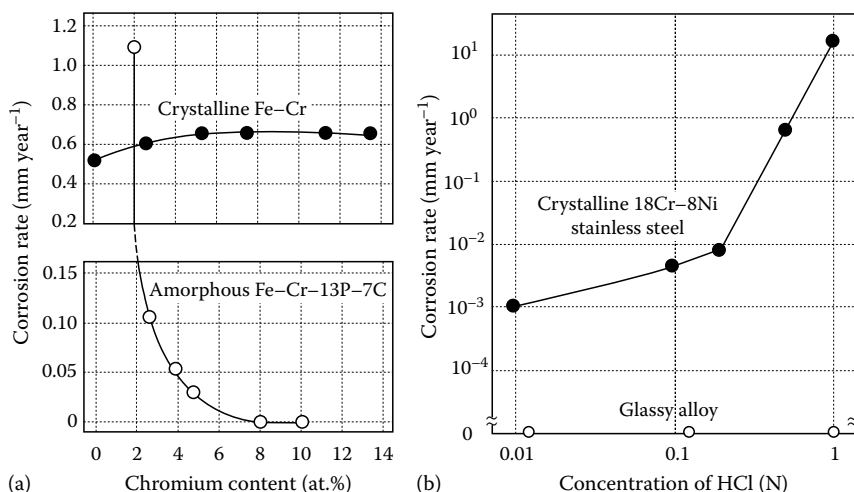 1.2
1.0
0.8
0.6
0.4
0.2
Crystalline Fe–Cr
0.15
0.10
0.05
0
Amorphous Fe–Cr–13P–7C
Corrosion rate (mm year⁻¹)
0 2 4 6 8 10 12 14
(a) Chromium content (at.%)
10¹
10⁰
10⁻¹
10⁻²
10⁻³
10⁻⁴
0
Corrosion rate (mm year⁻¹)
Crystalline 18Cr–8Ni
stainless steel
Glassy alloy
0.01 0.1 1
(b) Concentration of HCl (N)